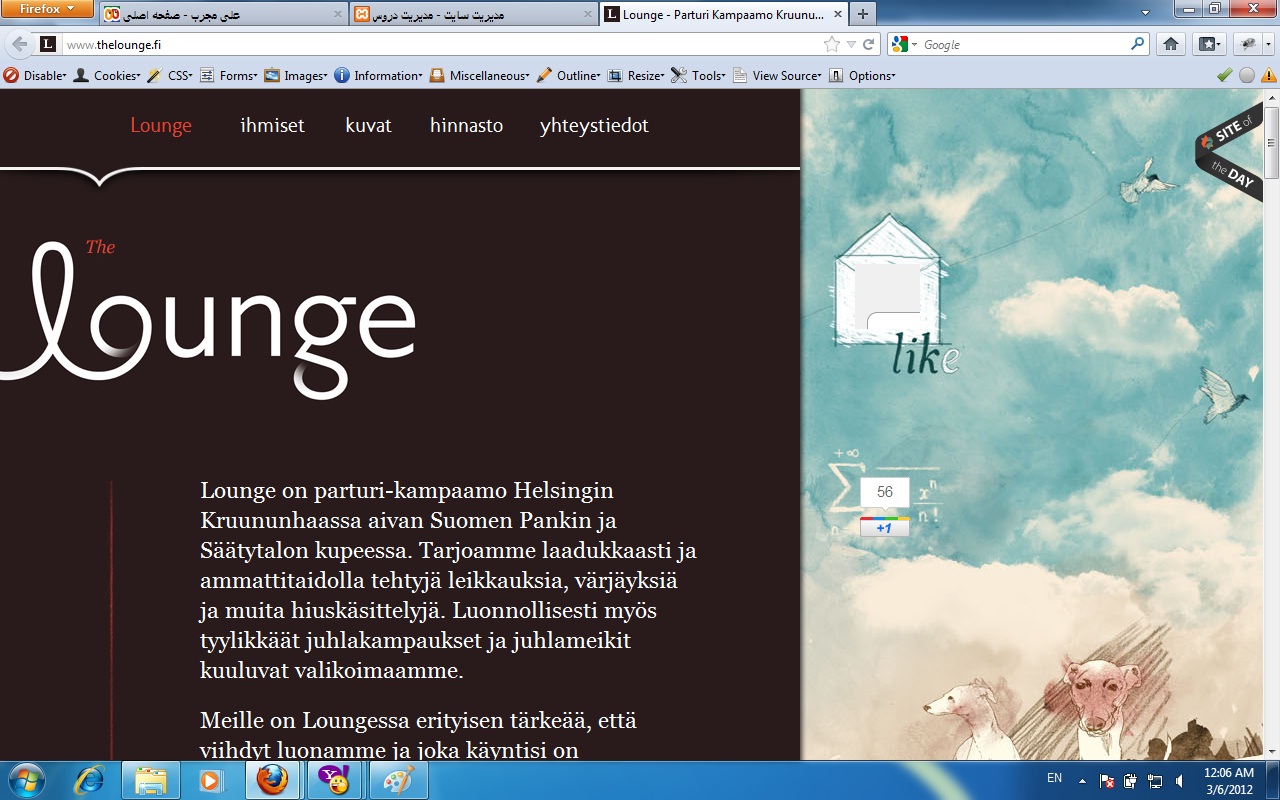 Firefox
علی مجرب - صفحه اصلی
مدیریت سایت - مدیریت دروس
Lounge - Parturi Kampaamo Kruunu...
L
www.thelounge.fi
Google
Disable
Cookies
CSS
Forms
Images
Information
Miscellaneous
Outline
Resize
Tools
View Source
Options
Lounge
ihmiset
kuvat
hinnasto
yhteystiedot
SITE of
the DAY
The
lounge
like
+∞
∑
xⁿ
n!
n
56
+1
Lounge on parturi-kampaamo Helsingin
Kruununhaassa aivan Suomen Pankin ja
Säätytalon kupeessa. Tarjoamme laadukkaasti ja
ammattitaidolla tehtyjä leikkauksia, värjäyksiä
ja muita hiuskäsittelyjä. Luonnollisesti myös
tyylikkäät juhlakampaukset ja juhlameikit
kuuluvat valikoimaamme.
Meille on Loungessa erityisen tärkeää, että
viihdyt luonamme ja joka käyntisi on
EN
12:06 AM
3/6/2012